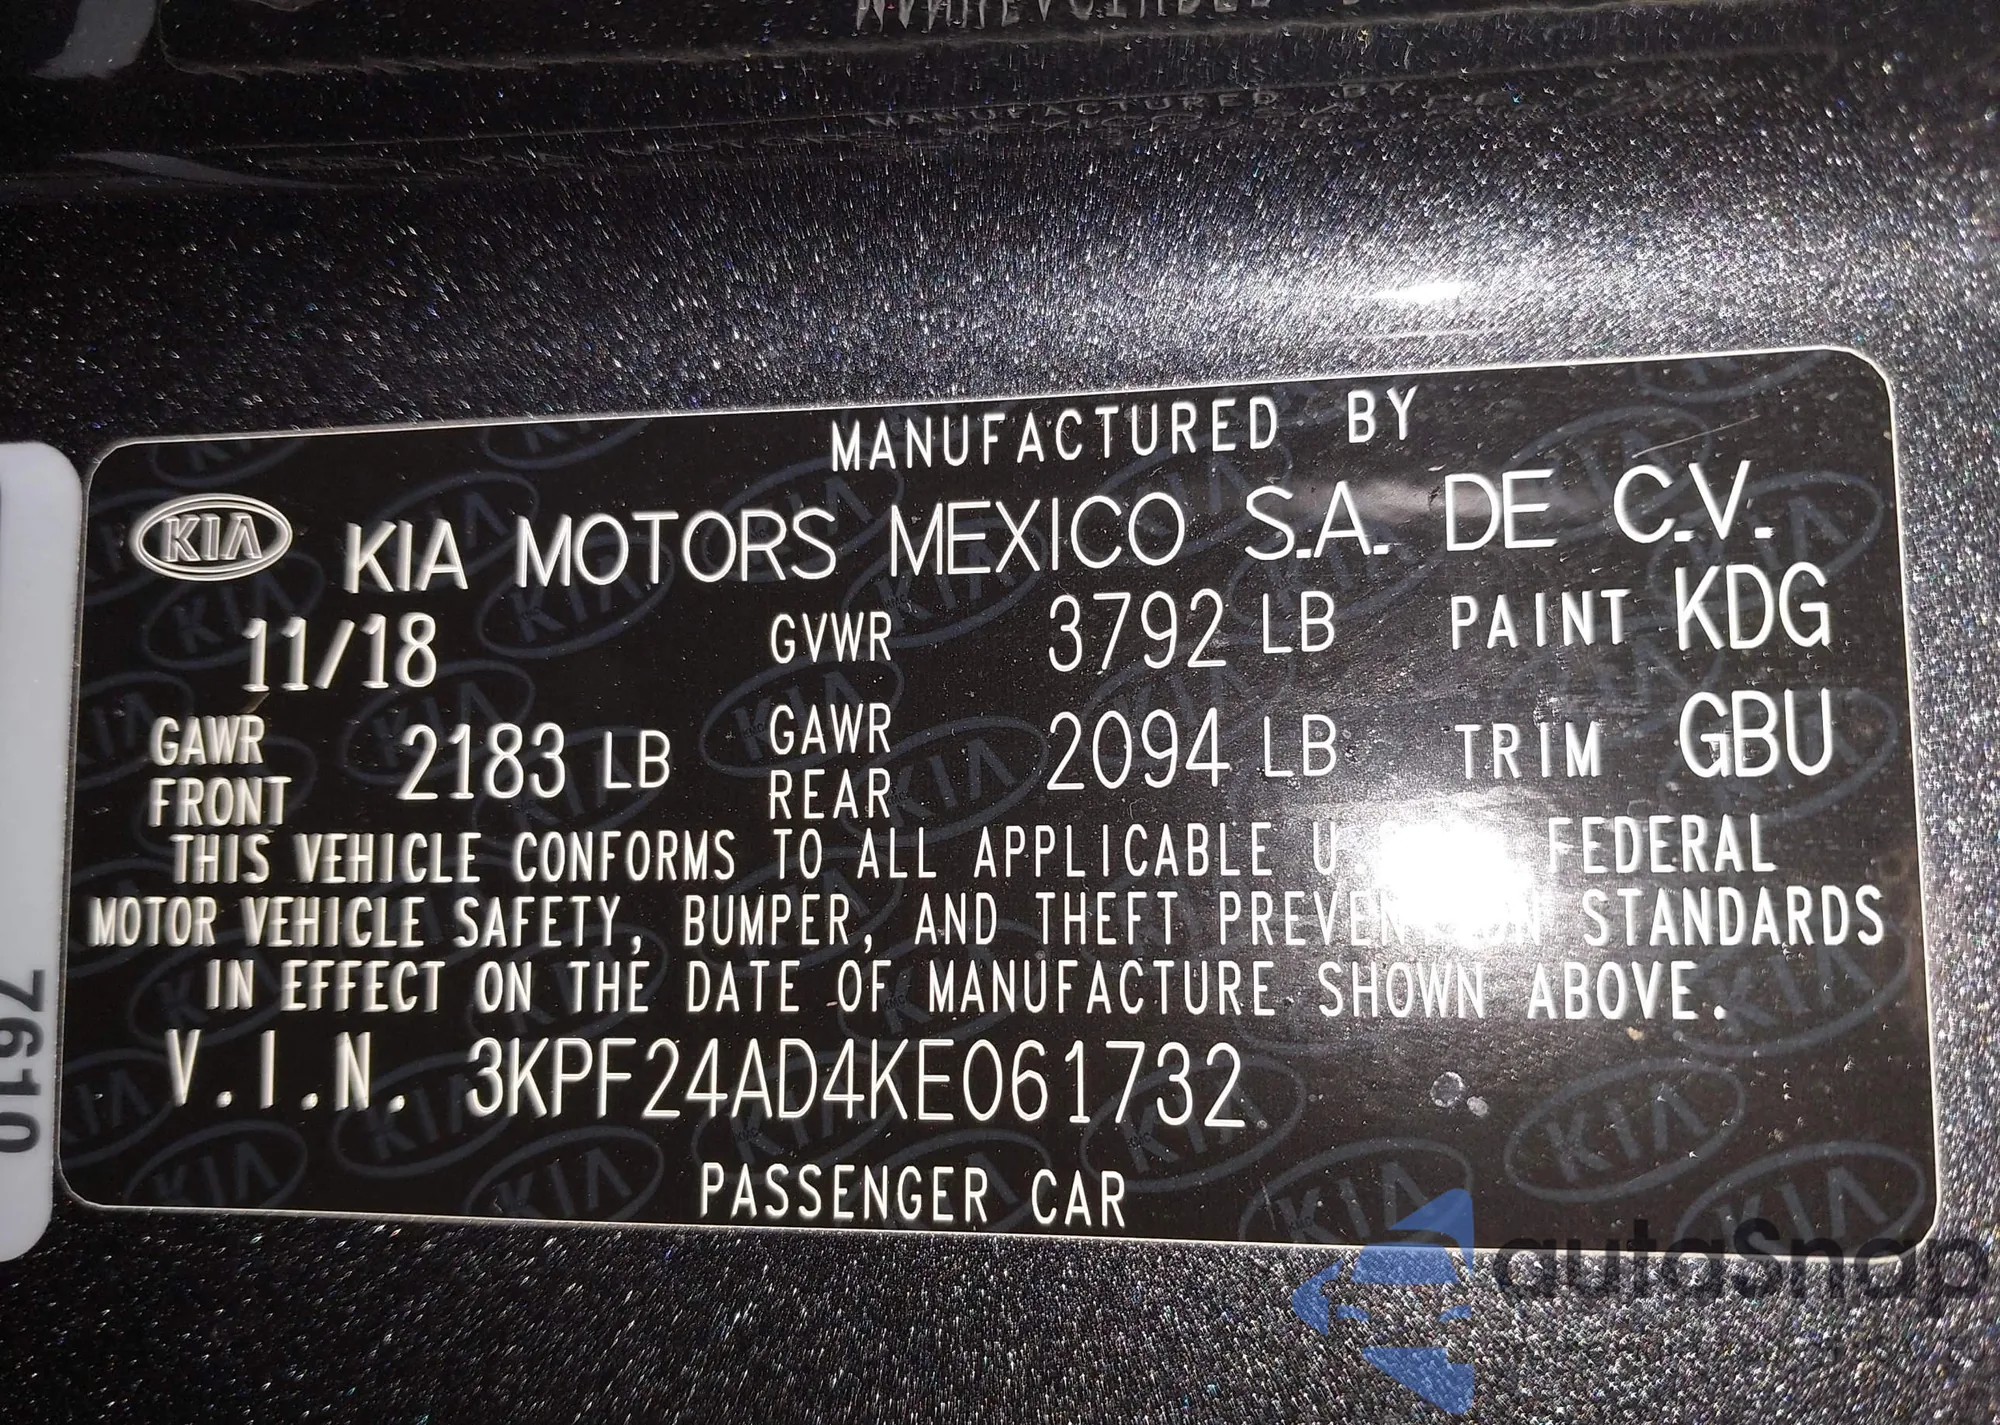 MANUFACTURED BY
KIA KIA MOTORS MEXICO S.A. DE C.V.
11/18 GVWR 3792 LB PAINT KDG
GAWR FRONT 2183 LB GAWR REAR 2094 LB TRIM GBU
THIS VEHICLE CONFORMS TO ALL APPLICABLE FEDERAL
MOTOR VEHICLE SAFETY, BUMPER, AND THEFT PREVENTION STANDARDS
IN EFFECT ON THE DATE OF MANUFACTURE SHOWN ABOVE.
V.I.N. 3KPF24AD4KE061732
PASSENGER CAR
7610
autoSnap